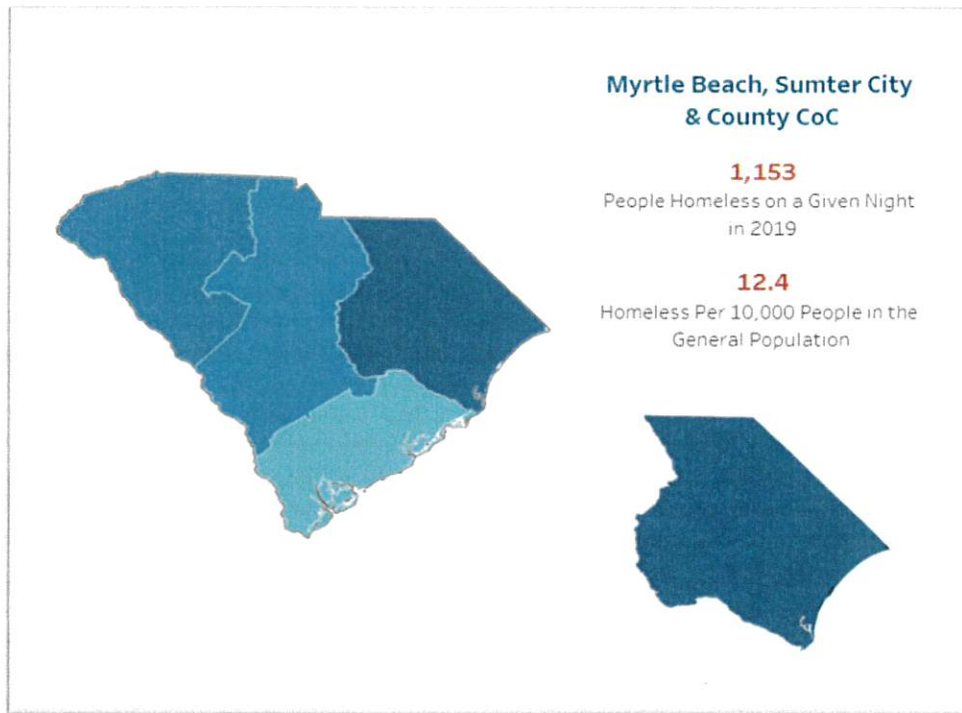 Myrtle Beach, Sumter City
& County CoC
1,153
People Homeless on a Given Night
in 2019
12.4
Homeless Per 10,000 People in the
General Population